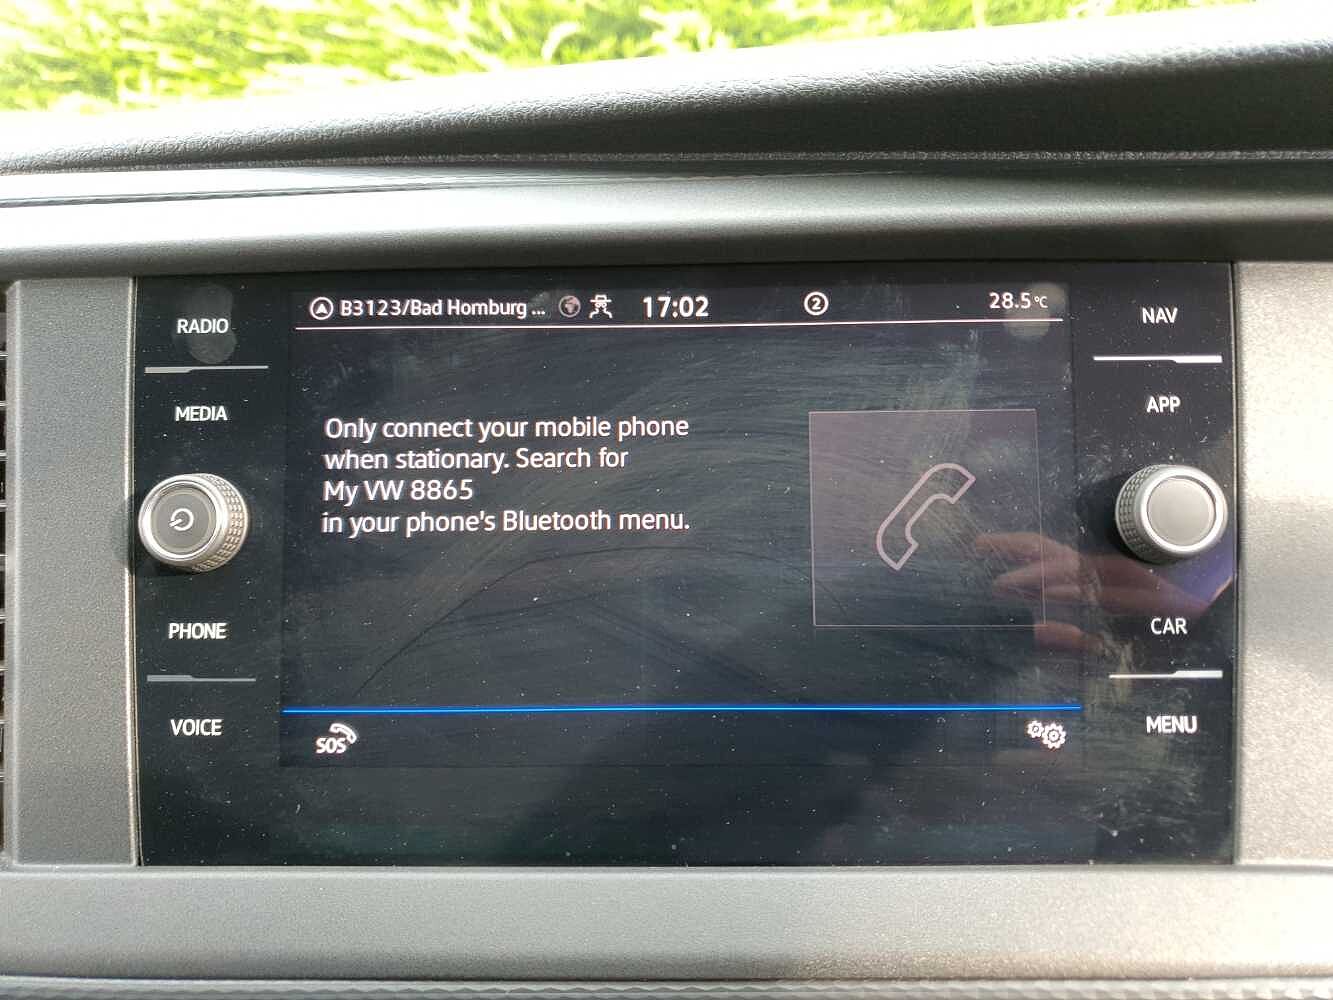 B3123/Bad Homburg ... 17:02 2 28.5°C
RADIO
MEDIA
PHONE
VOICE
Only connect your mobile phone
when stationary. Search for
My VW 8865
in your phone's Bluetooth menu.
SOS
NAV
APP
CAR
MENU